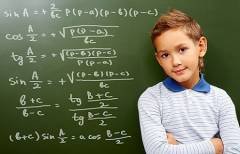 sin A = + 2/bc √p(p-a)(p-b)(p-c)
cos A/2 = + √p(p-a)/bc
tg A/2 = + √(p-b)(p-c)/p(p-a)
sin A/2 = + √(p-b)(p-c)/bc
b+c/b-c = tg B+c/2 / tg B-c/2
(b+c) sin A/2 = a cos B-c/2